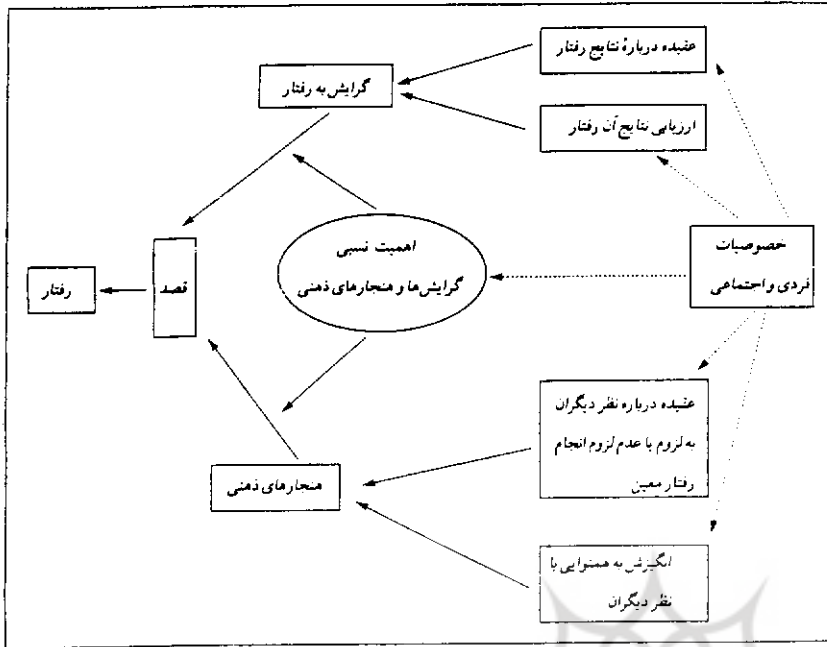 عقیده دربارهٔ نتایج رفتار
گرایش به رفتار
ارزیابی نتایج آن رفتار
خصوصیات
فردی و اجتماعی
اهمیت نسبی
گرایش‌ها و هنجارهای ذهنی
قصد
رفتار
عقیده درباره نظر دیگران
به لزوم یا عدم لزوم انجام
رفتار معین
هنجارهای ذهنی
انگیزش به همنوایی با
نظر دیگران